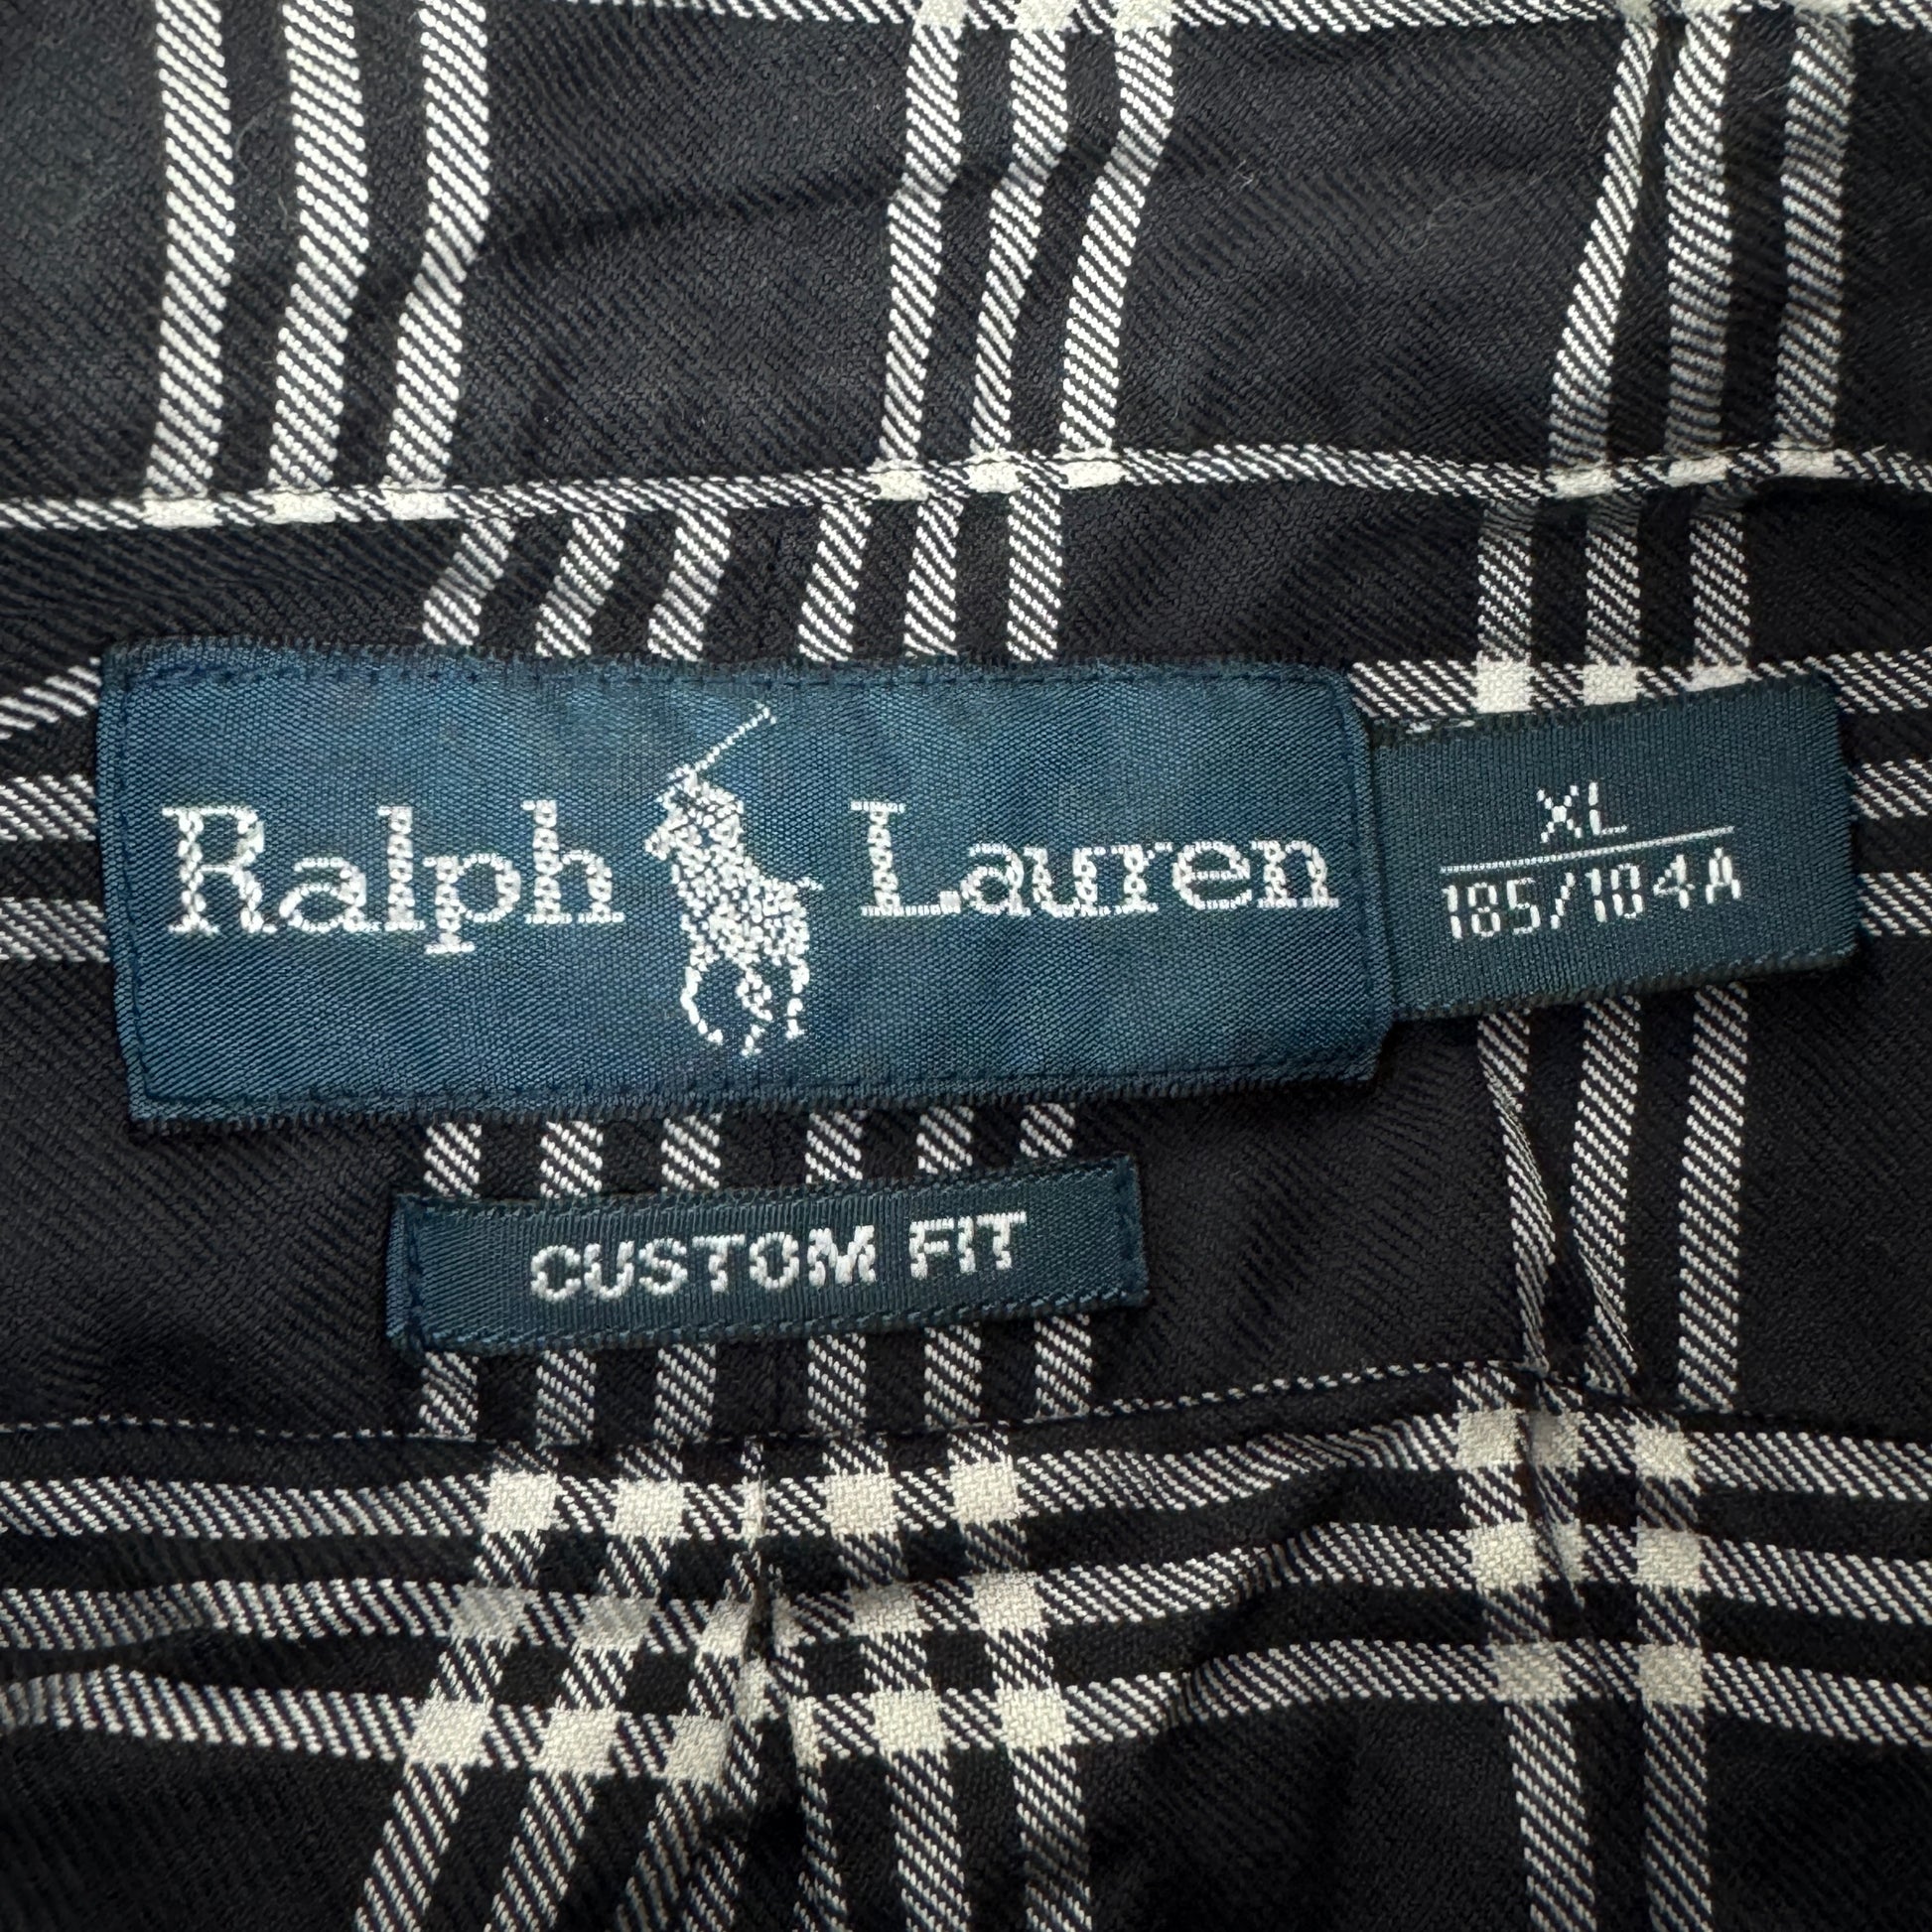 Ralph Lauren
XL
185/104A
CUSTOM FIT